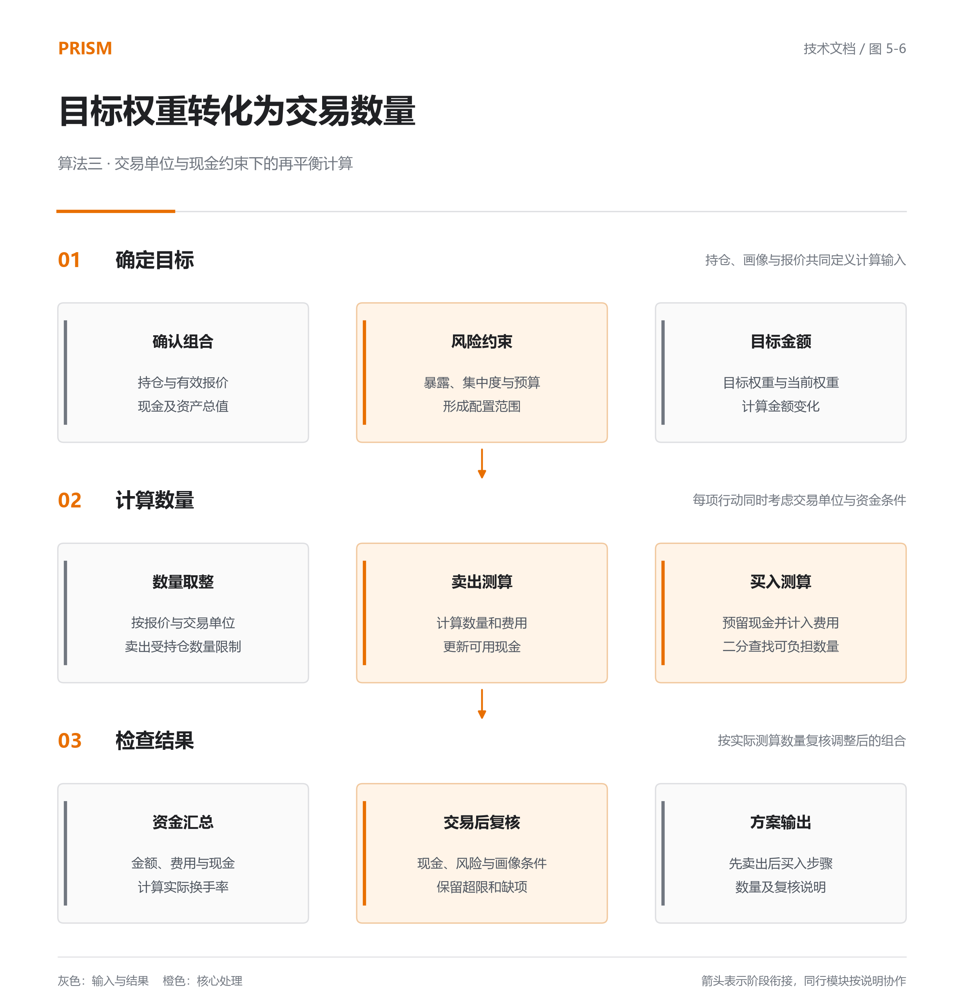 PRISM
技术文档 / 图 5-6
目标权重转化为交易数量
算法三 · 交易单位与现金约束下的再平衡计算
01 确定目标
持仓、画像与报价共同定义计算输入
确认组合
持仓与有效报价
现金及资产总值
风险约束
暴露、集中度与预算
形成配置范围
目标金额
目标权重与当前权重
计算金额变化
02 计算数量
每项行动同时考虑交易单位与资金条件
数量取整
按报价与交易单位
卖出受持仓数量限制
卖出测算
计算数量和费用
更新可用现金
买入测算
预留现金并计入费用
二分查找可负担数量
03 检查结果
按实际测算数量复核调整后的组合
资金汇总
金额、费用与现金
计算实际换手率
交易后复核
现金、风险与画像条件
保留超限和缺项
方案输出
先卖出后买入步骤
数量及复核说明
灰色：输入与结果 橙色：核心处理
箭头表示阶段衔接，同行模块按说明协作